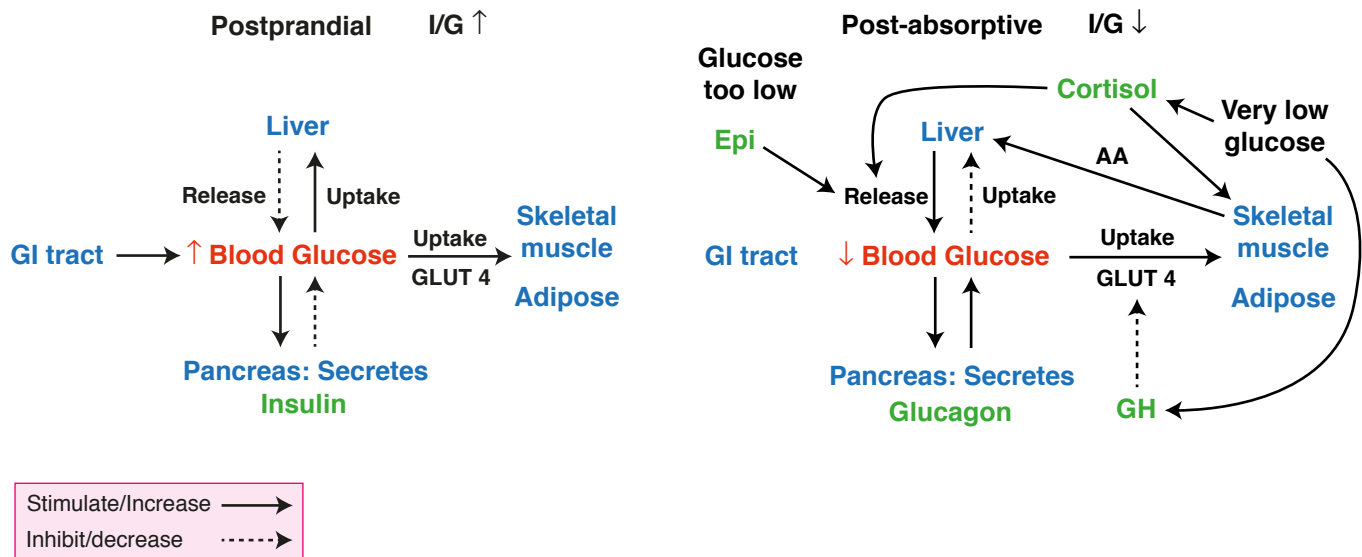 Postprandial I/G ↑
Liver
Release
Uptake
GI tract
↑ Blood Glucose
Uptake
GLUT 4
Skeletal
muscle
Adipose
Pancreas: Secretes
Insulin
Post-absorptive I/G ↓
Glucose
too low
Epi
Cortisol
Very low
glucose
Liver
AA
Release
Uptake
GI tract
↓ Blood Glucose
Uptake
GLUT 4
Skeletal
muscle
Adipose
Pancreas: Secretes
Glucagon
GH
Stimulate/Increase
Inhibit/decrease